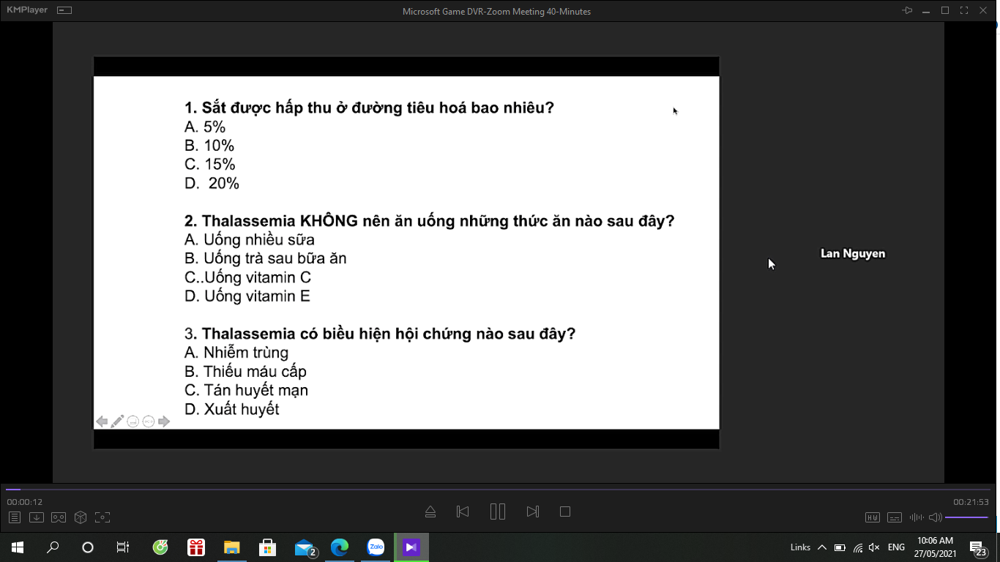 KMPlayer
Microsoft Game DVR-Zoom Meeting 40-Minutes
1. Sắt được hấp thu ở đường tiêu hoá bao nhiêu?
A. 5%
B. 10%
C. 15%
D. 20%
2. Thalassemia KHÔNG nên ăn uống những thức ăn nào sau đây?
A. Uống nhiều sữa
B. Uống trà sau bữa ăn
C..Uống vitamin C
D. Uống vitamin E
3. Thalassemia có biểu hiện hội chứng nào sau đây?
A. Nhiễm trùng
B. Thiếu máu cấp
C. Tán huyết mạn
D. Xuất huyết
Lan Nguyen
00:00:12
00:21:53
HW
Zalo
2
Links
ENG
10:06 AM
27/05/2021
23